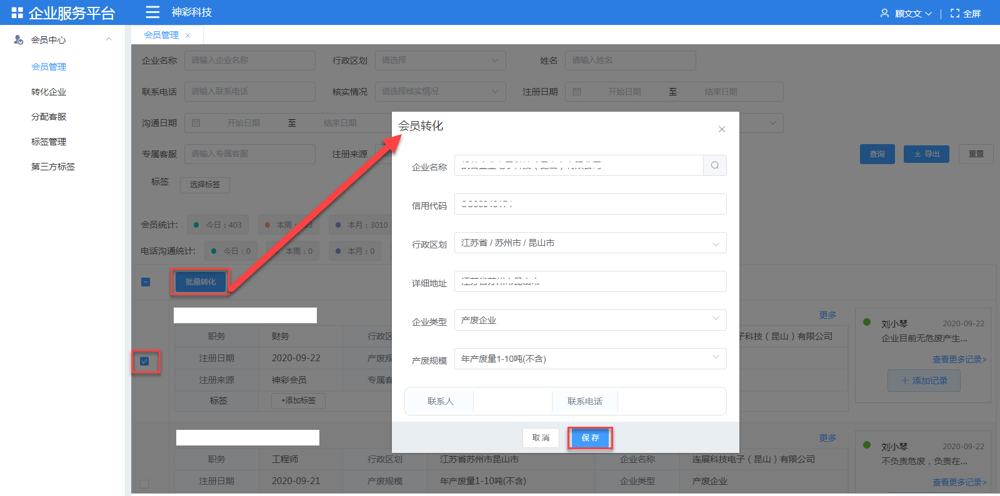 企业服务平台
神彩科技
顾文文
全屏
会员中心
会员管理
转化企业
分配客服
标签管理
第三方标签
会员管理
企业名称 请输入企业名称 行政区划 请选择 姓名 请输入姓名
联系电话 请输入联系电话 核实情况 请选择核实情况 注册日期 开始日期 至 结束日期
沟通日期 开始日期 至 结束日期
专属客服 请输入专属客服 注册来源
查询 导出 重置
标签 选择标签
会员统计: 今日：403 本周： 本月：3010
电话沟通统计: 今日：0 本周：0 本月：0
批量转化
更多
职务 财务 行政区 子科技（昆山）有限公司
注册日期 2020-09-22 产废规
注册来源 神彩会员 专属客
标签 +添加标签
刘小琴 2020-09-22
企业目前无危废产生...
查看更多记录>
添加记录
更多
职务 工程师 行政区划 江苏省苏州市昆山市 企业名称 连展科技电子（昆山）有限公司
注册日期 2020-09-21 产废规模 年产废量1-10吨(不含) 企业类型 产废企业
刘小琴 2020-09-22
不负责危废，负责在...
查看更多记录>
会员转化
企业名称
信用代码
行政区划 江苏省 / 苏州市 / 昆山市
详细地址
企业类型 产废企业
产废规模 年产废量1-10吨(不含)
联系人 联系电话
取消 保存